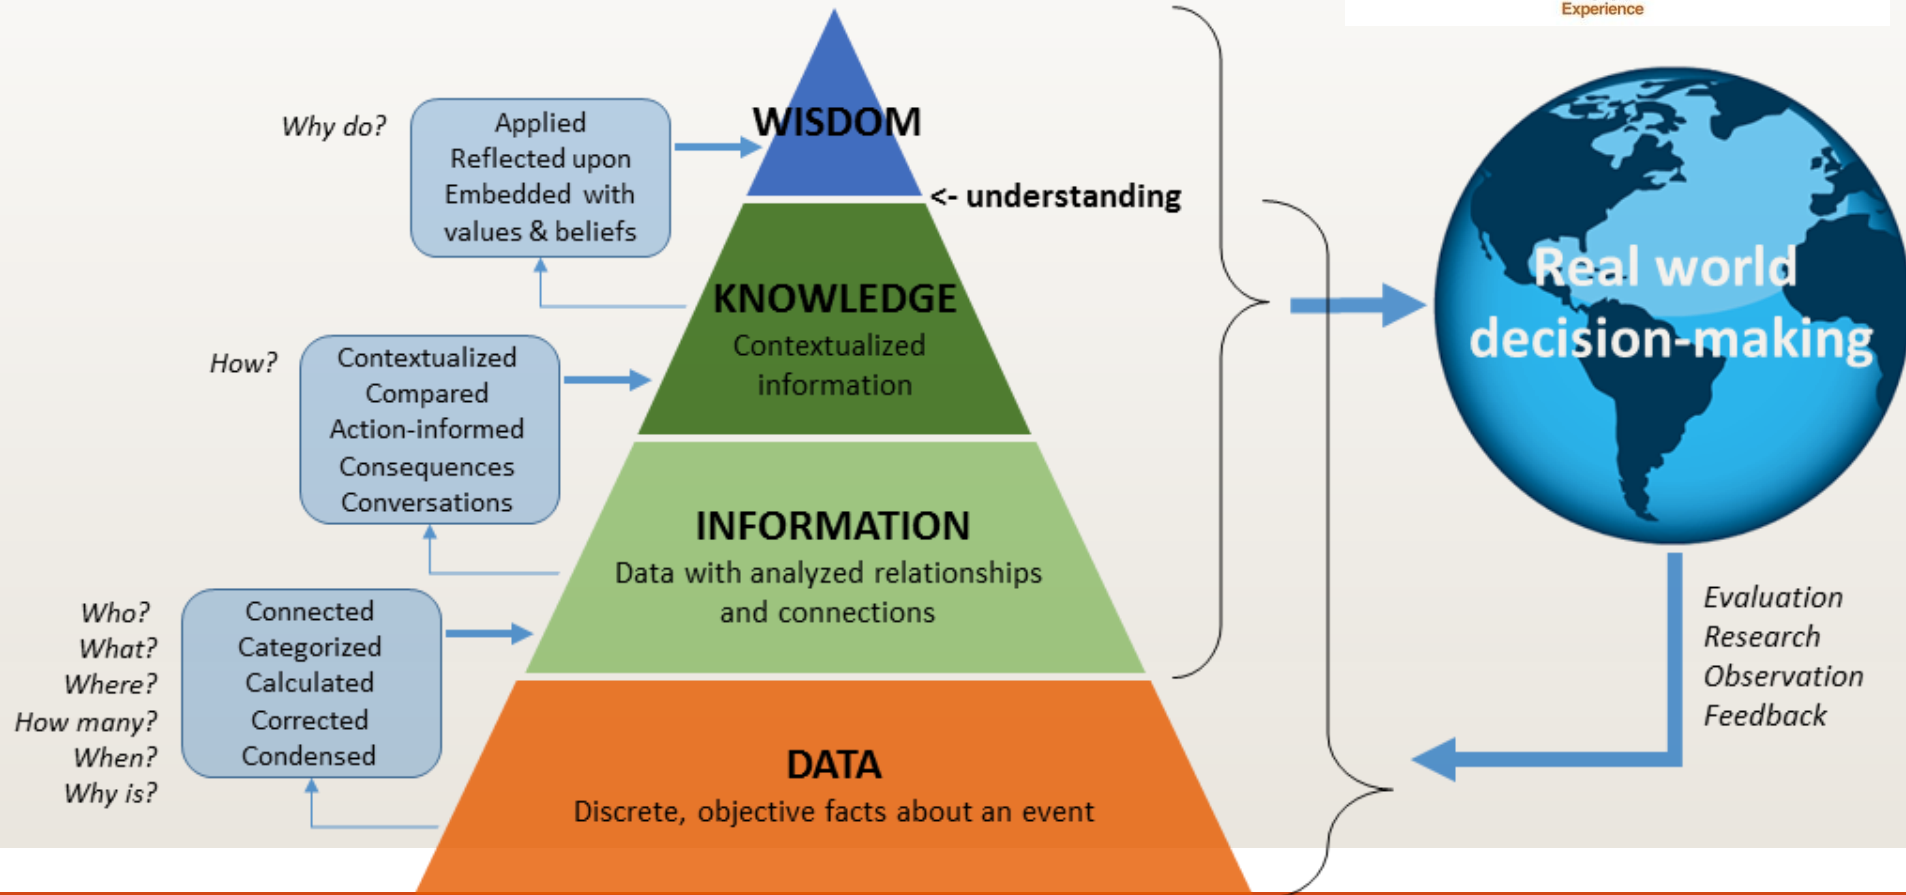 Experience
Why do?
Applied
Reflected upon
Embedded with
values & beliefs
WISDOM
<- understanding
KNOWLEDGE
Contextualized
information
How?
Contextualized
Compared
Action-informed
Consequences
Conversations
INFORMATION
Data with analyzed relationships
and connections
Who?
What?
Where?
How many?
When?
Why is?
Connected
Categorized
Calculated
Corrected
Condensed
DATA
Discrete, objective facts about an event
Real world
decision-making
Evaluation
Research
Observation
Feedback